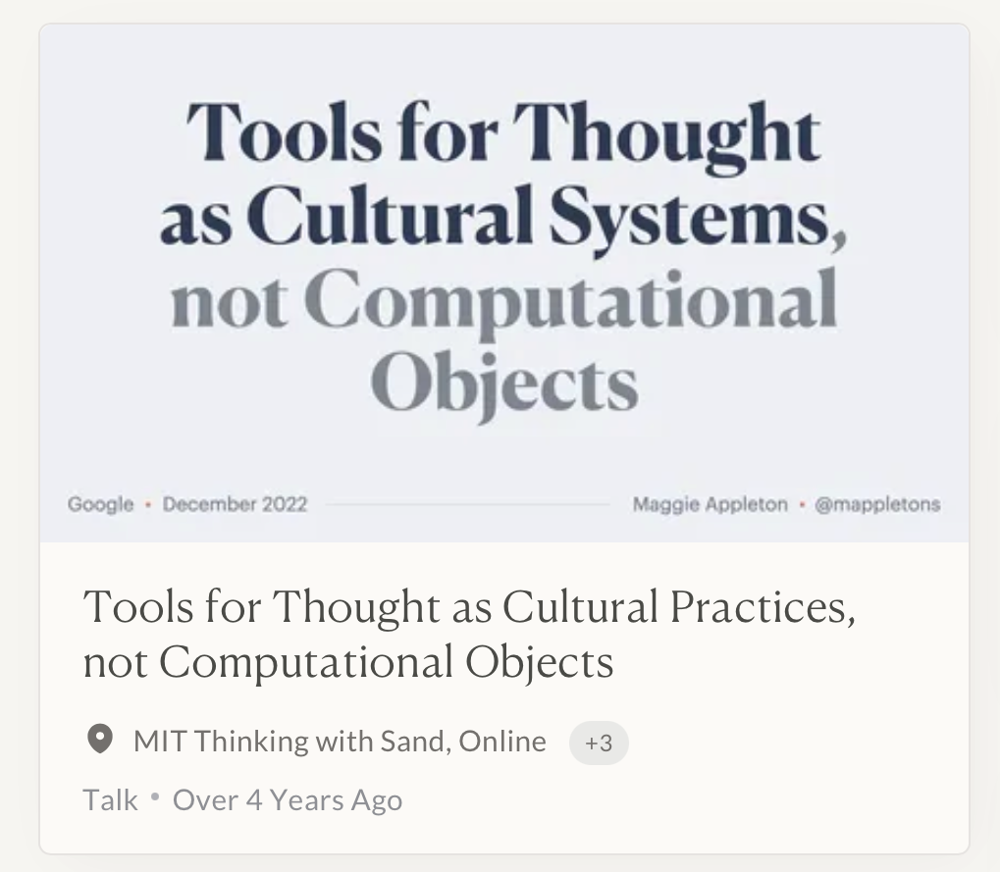 Tools for Thought
as Cultural Systems,
not Computational
Objects
Google • December 2022
Maggie Appleton • @mappletons
Tools for Thought as Cultural Practices,
not Computational Objects
MIT Thinking with Sand, Online +3
Talk • Over 4 Years Ago